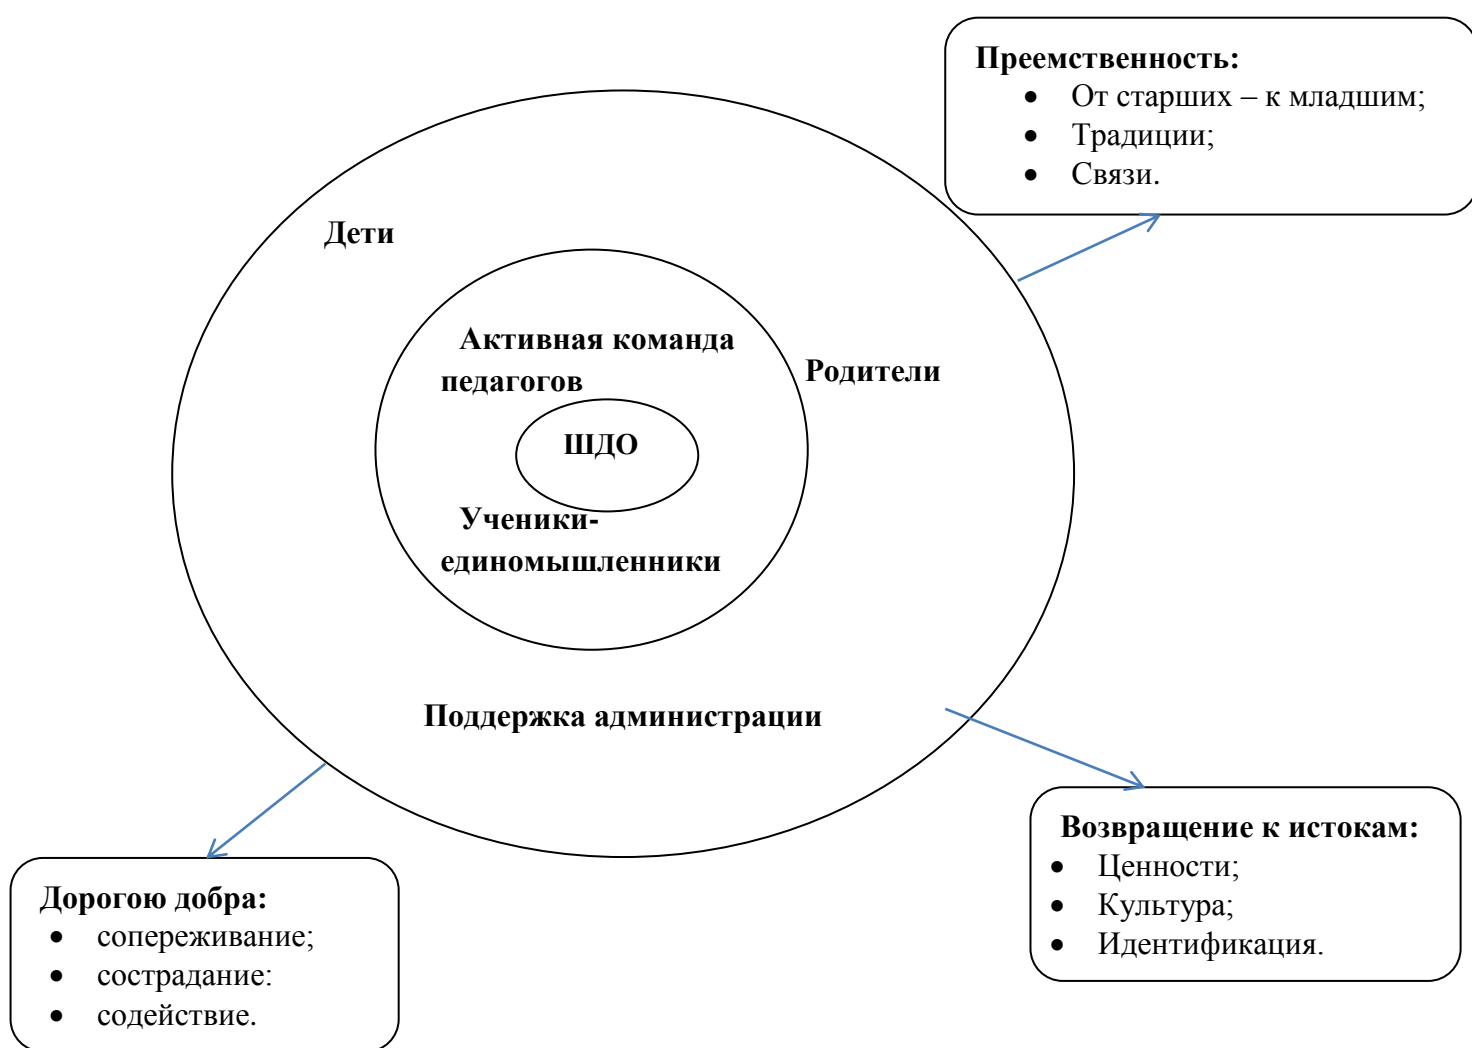 Преемственность:
• От старших – к младшим;
• Традиции;
• Связи.
Дети
Активная команда
педагогов
Родители
ШДО
Ученики-
единомышленники
Поддержка администрации
Возвращение к истокам:
• Ценности;
• Культура;
• Идентификация.
Дорогою добра:
• сопереживание;
• сострадание:
• содействие.